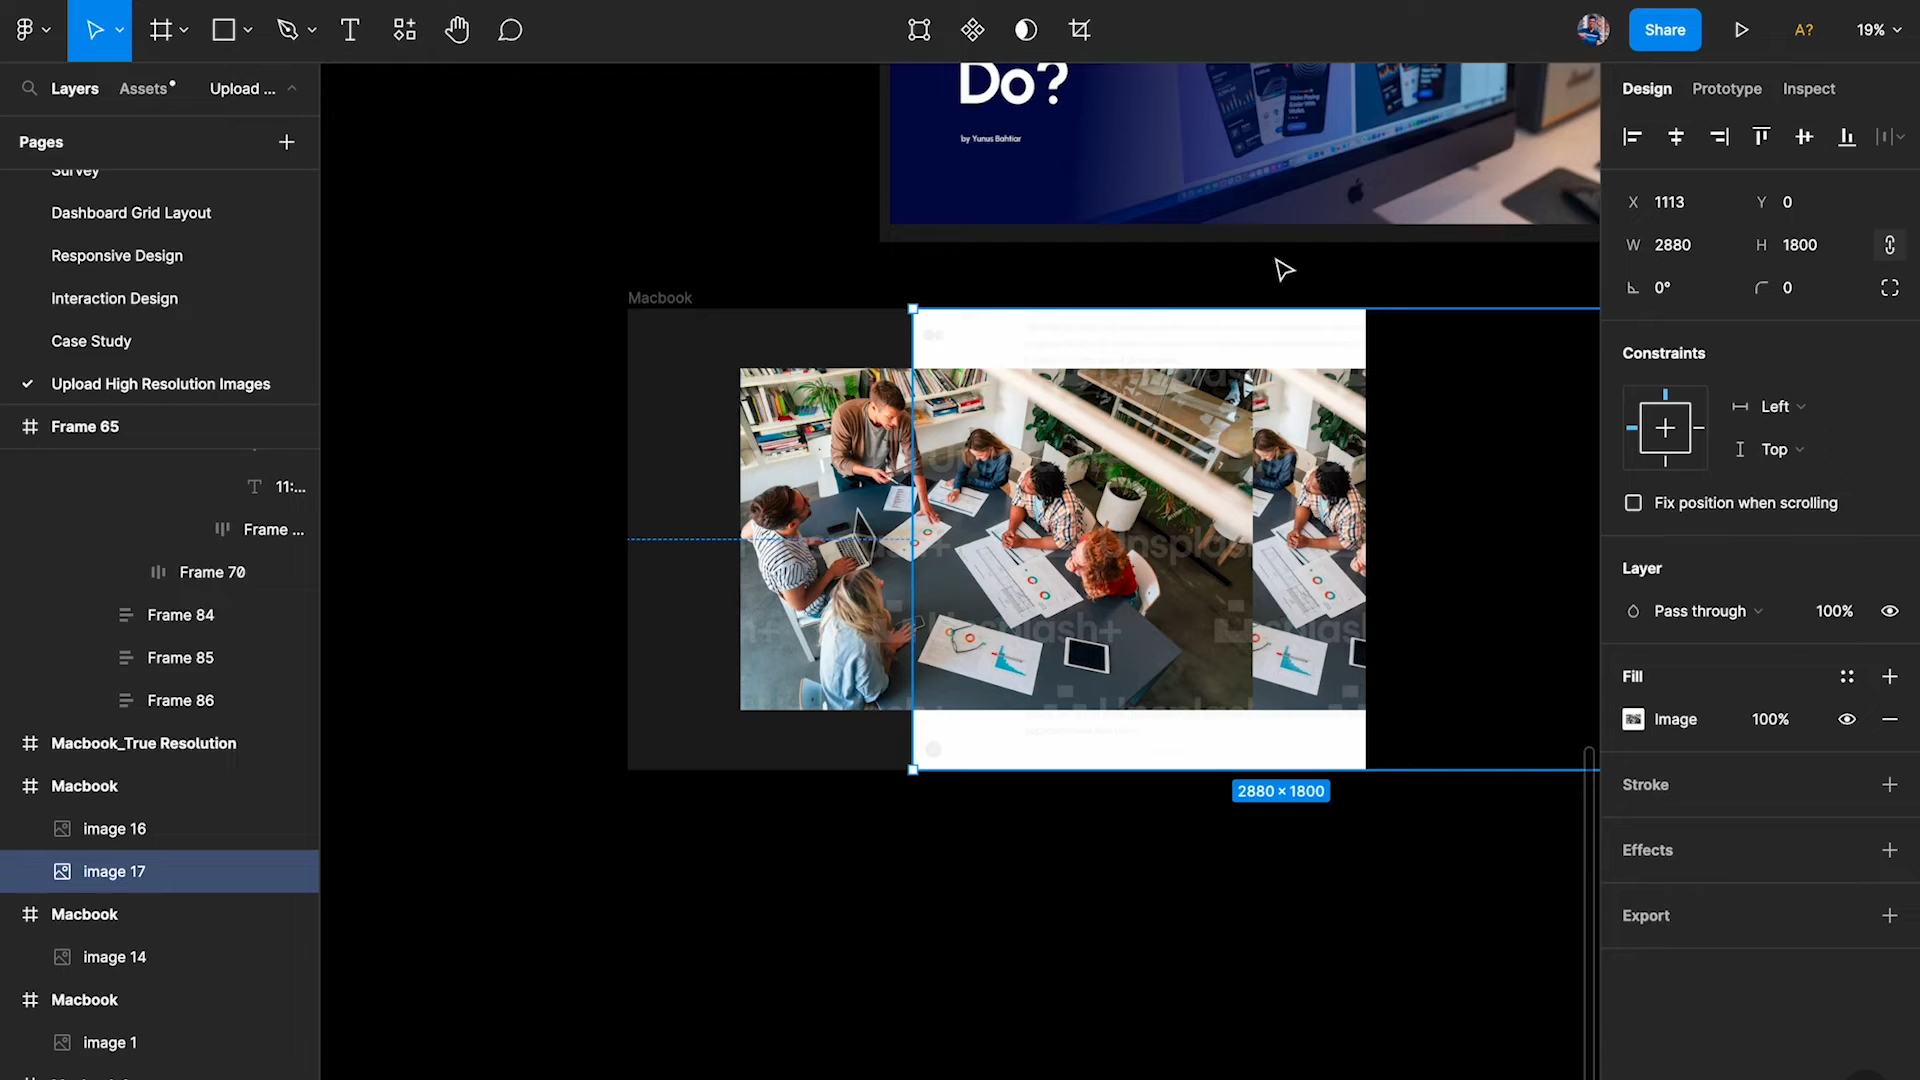 Share
A?
19%
Layers
Assets
Upload ...
Pages
Survey
Dashboard Grid Layout
Responsive Design
Interaction Design
Case Study
Upload High Resolution Images
Frame 65
11:...
Frame ...
Frame 70
Frame 84
Frame 85
Frame 86
Macbook_True Resolution
Macbook
image 16
image 17
Macbook
image 14
Macbook
image 1
Do?
by Yunus Bahtiar
Macbook
Unsplash+
2880 × 1800
Design
Prototype
Inspect
X 1113
Y 0
W 2880
H 1800
0°
0
Constraints
Left
Top
Fix position when scrolling
Layer
Pass through
100%
Fill
Image
100%
Stroke
Effects
Export